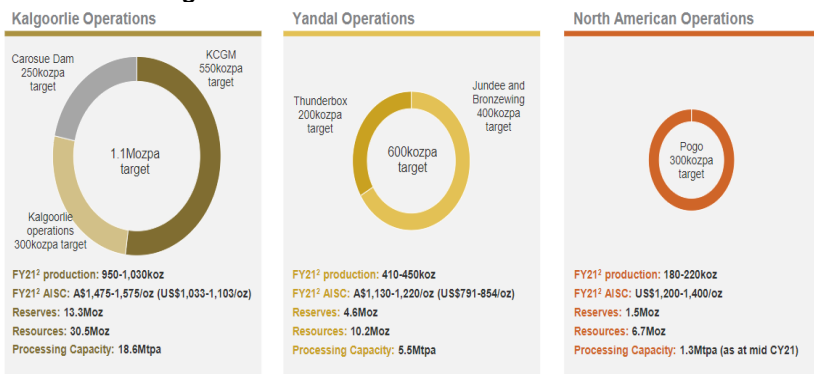 Kalgoorlie Operations
Carosue Dam
250kozpa
target
KCGM
550kozpa
target
1.1Mozpa
target
Kalgoorlie
operations
300kozpa target
FY21² production: 950-1,030koz
FY21² AISC: A$1,475-1,575/oz (US$1,033-1,103/oz)
Reserves: 13.3Moz
Resources: 30.5Moz
Processing Capacity: 18.6Mtpa
Yandal Operations
Thunderbox
200kozpa
target
Jundee and
Bronzewing
400kozpa
target
600kozpa
target
FY21² production: 410-450koz
FY21² AISC: A$1,130-1,220/oz (US$791-854/oz)
Reserves: 4.6Moz
Resources: 10.2Moz
Processing Capacity: 5.5Mtpa
North American Operations
Pogo
300kozpa
target
FY21² production: 180-220koz
FY21² AISC: US$1,200-1,400/oz
Reserves: 1.5Moz
Resources: 6.7Moz
Processing Capacity: 1.3Mtpa (as at mid CY21)